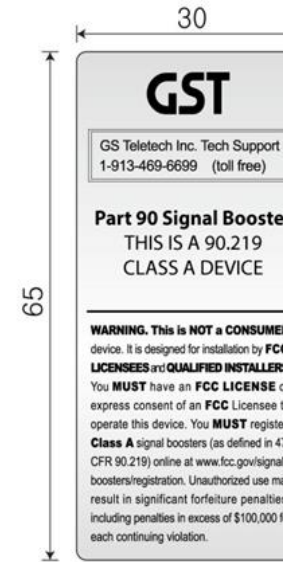 30
65
GST
GS Teletech Inc. Tech Support
1-913-469-6699 (toll free)
Part 90 Signal Booste
THIS IS A 90.219
CLASS A DEVICE
WARNING. This is NOT a CONSUME
device. It is designed for installation by FCC
LICENSEES and QUALIFIED INSTALLERS
You MUST have an FCC LICENSE o
express consent of an FCC Licensee t
operate this device. You MUST registe
Class A signal boosters (as defined in 47
CFR 90.219) online at www.fcc.gov/signal
boosters/registration. Unauthorized use ma
result in significant forfeiture penalties
including penalties in excess of $100,000 f
each continuing violation.